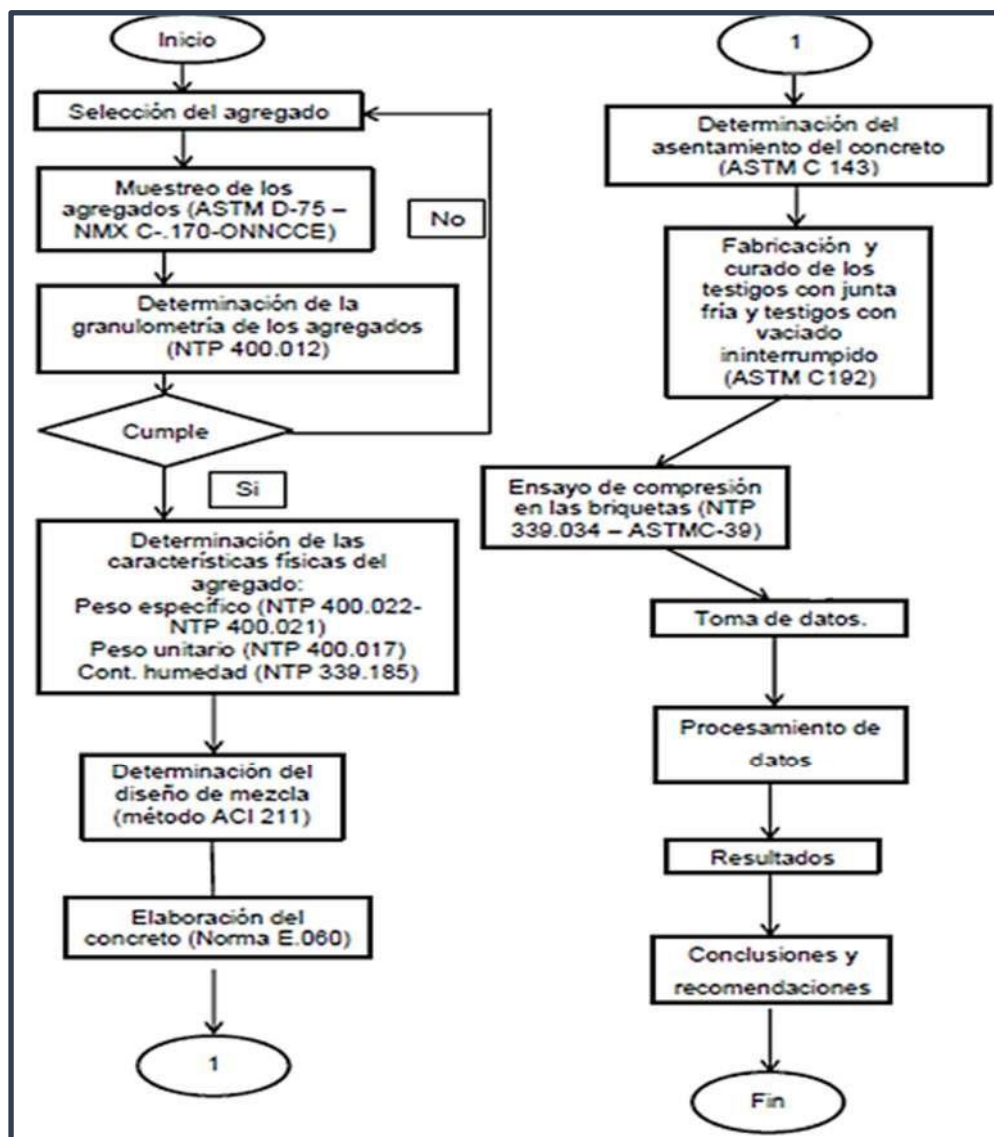 Inicio
Selección del agregado
Muestreo de los
agregados (ASTM D-75 –
NMX C-.170-ONNCCE)
No
Determinación de la
granulometría de los agregados
(NTP 400.012)
Cumple
Si
Determinación de las
características físicas del
agregado:
Peso específico (NTP 400.022-
NTP 400.021)
Peso unitario (NTP 400.017)
Cont. humedad (NTP 339.185)
Determinación del
diseño de mezcla
(método ACI 211)
Elaboración del
concreto (Norma E.060)
1
1
Determinación del
asentamiento del concreto
(ASTM C 143)
Fabricación y
curado de los
testigos con junta
fría y testigos con
vaciado
ininterrumpido
(ASTM C192)
Ensayo de compresión
en las briquetas (NTP
339.034 – ASTMC-39)
Toma de datos.
Procesamiento de
datos
Resultados
Conclusiones y
recomendaciones
Fin